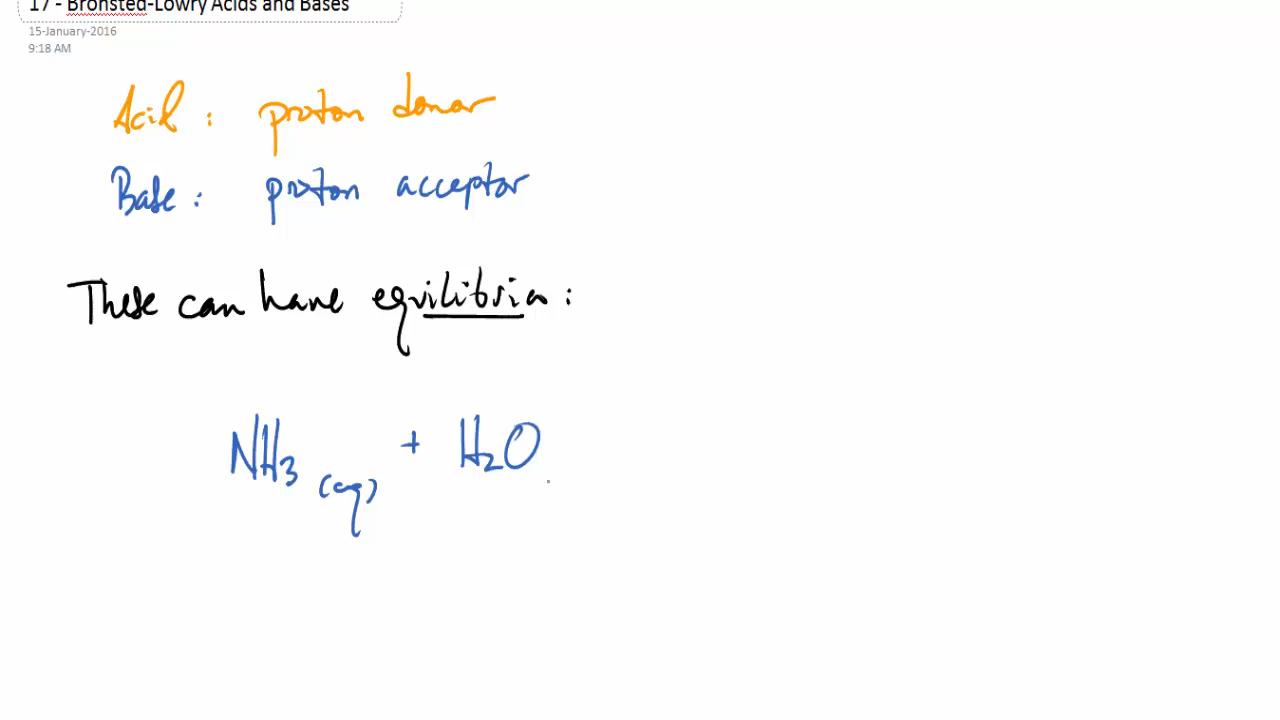 17 - Bronsted-Lowry Acids and Bases
15-January-2016
9:18 AM
Acid : proton donor
Base : proton acceptor
These can have equilibria :
NH3 (aq) + H2O